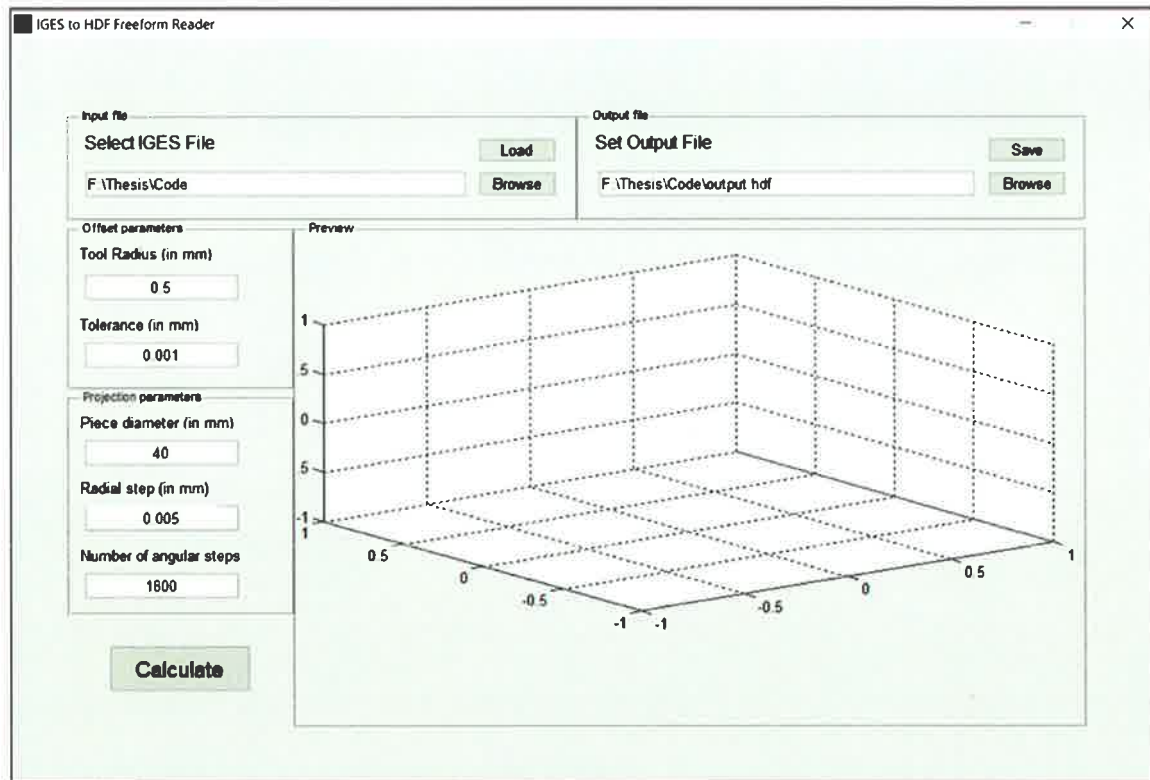 IGES to HDF Freeform Reader
Input file
Select IGES File
Load
F:\Thesis\Code
Browse
Output file
Set Output File
Save
F:\Thesis\Code\output hdf
Browse
Offset parameters
Tool Radius (in mm)
0 5
Tolerance (in mm)
0 001
Projection parameters
Piece diameter (in mm)
40
Radial step (in mm)
0 005
Number of angular steps
1600
Calculate
Preview
1
.5
0
.5
-1
1
0 5
0
-0.5
-1
-1
-0.5
0
0.5
1